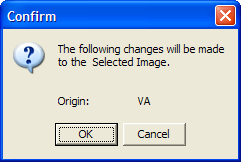 Confirm
The following changes will be made
to the Selected Image.
Origin: VA
OK Cancel